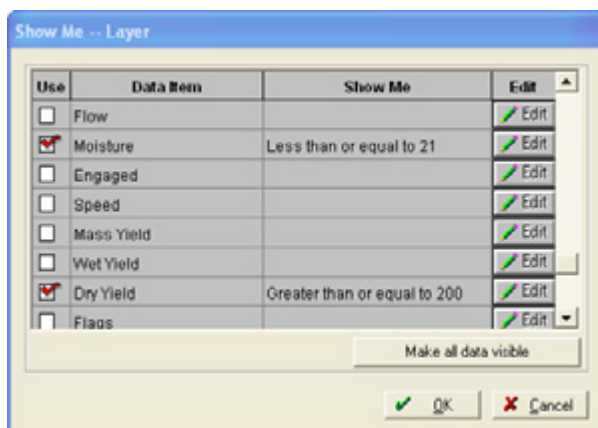 Show Me -- Layer
Use Data Item Show Me Edit
Flow Edit
Moisture Less than or equal to 21 Edit
Engaged Edit
Speed Edit
Mass Yield Edit
Wet Yield Edit
Dry Yield Greater than or equal to 200 Edit
Flags Edit
Make all data visible
OK Cancel